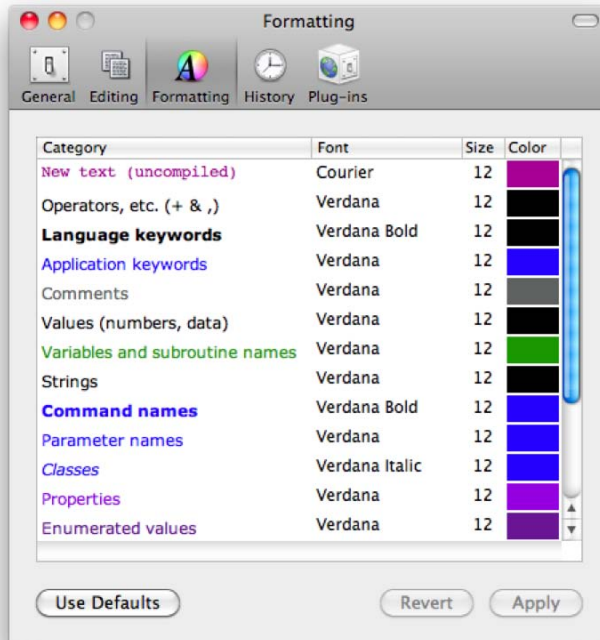 Formatting
General Editing Formatting History Plug-ins
Category Font Size Color
New text (uncompiled) Courier 12
Operators, etc. (+ & ,) Verdana 12
Language keywords Verdana Bold 12
Application keywords Verdana 12
Comments Verdana 12
Values (numbers, data) Verdana 12
Variables and subroutine names Verdana 12
Strings Verdana 12
Command names Verdana Bold 12
Parameter names Verdana 12
Classes Verdana Italic 12
Properties Verdana 12
Enumerated values Verdana 12
Use Defaults Revert Apply